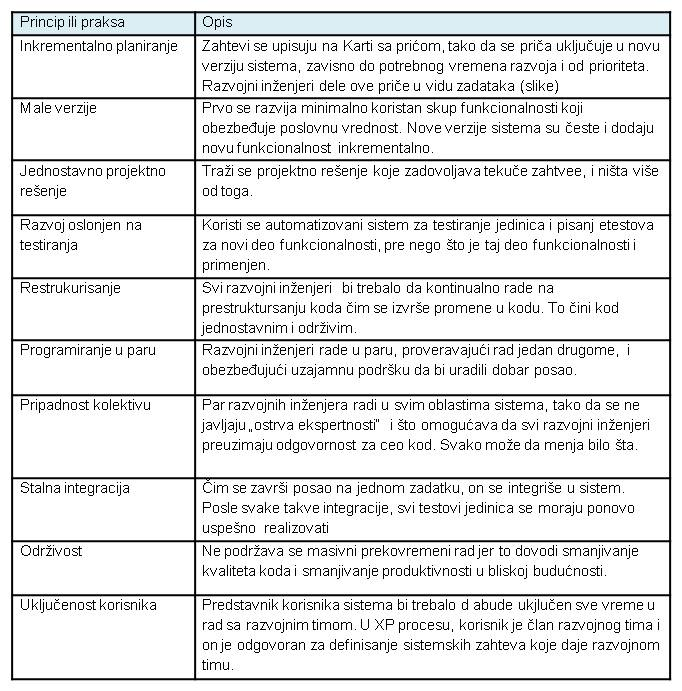 Princip ili praksa
Opis
Inkrementalno planiranje
Zahtevi se upisuju na Karti sa prićom, tako da se priča uključuje u novu
verziju sistema, zavisno do potrebnog vremena razvoja i od prioriteta.
Razvojni inženjeri dele ove priče u vidu zadataka (slike)
Male verzije
Prvo se razvija minimalno koristan skup funkcionalnosti koji
obezbeđuje poslovnu vrednost. Nove verzije sistema su česte i dodaju
novu funkcionalnost inkrementalno.
Jednostavno projektno
rešenje
Traži se projektno rešenje koje zadovoljava tekuče zahtvee, i ništa više
od toga.
Razvoj oslonjen na
testiranja
Koristi se automatizovani sistem za testiranje jedinica i pisanj etestova
za novi deo funkcionalnosti, pre nego što je taj deo funkcionalnosti i
primenjen.
Restrukurisanje
Svi razvojni inženjeri bi trebalo da kontinualno rade na
prestruktursanju koda čim se izvrše promene u kodu. To čini kod
jednostavnim i održivim.
Programiranje u paru
Razvojni inženjeri rade u paru, proveravajući rad jedan drugome, i
obezbeđujući uzajamnu podršku da bi uradili dobar posao.
Pripadnost kolektivu
Par razvojnih inženjera radi u svim oblastima sistema, tako da se ne
javljaju „ostrva ekspertnosti“ i što omogućava da svi razvojni inženjeri
preuzimaju odgovornost za ceo kod. Svako može da menja bilo šta.
Stalna integracija
Čim se završi posao na jednom zadatku, on se integriše u sistem.
Posle svake takve integracije, svi testovi jedinica se moraju ponovo
uspešno realizovati
Održivost
Ne podržava se masivni prekovremeni rad jer to dovodi smanjivanje
kvaliteta koda i smanjivanje produktivnosti u bliskoj budućnosti.
Uključenost korisnika
Predstavnik korisnika sistema bi trebalo d abude ukjlučen sve vreme u
rad sa razvojnim timom. U XP procesu, korisnik je član razvojnog tima i
on je odgovoran za definisanje sistemskih zahteva koje daje razvojnom
timu.